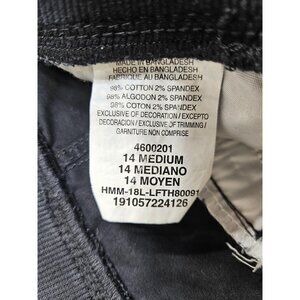 MADE IN BANGLADESH
HECHO EN BANGLADESH
FABRIQUE AU BANGLADESH
98% COTTON 2% SPANDEX
98% ALGODON 2% SPANDEX
98% COTON 2% SPANDEX
EXCLUSIVE OF DECORATION / EXCEPTO
DECORACION / EXCLUSIVE OF TRIMMING /
GARNITURE NON COMPRISE
4600201
14 MEDIUM
14 MEDIANO
14 MOYEN
HMM-18L-LFTH80091
191057224126